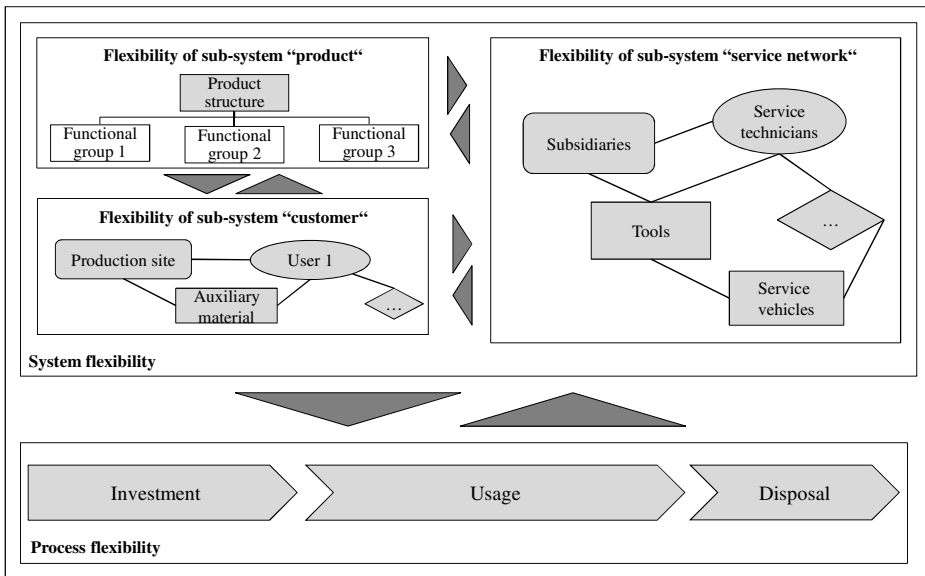 Flexibility of sub-system “product“
Product
structure
Functional
group 1
Functional
group 2
Functional
group 3
Flexibility of sub-system “customer“
Production site
User 1
Auxiliary
material
...
Flexibility of sub-system “service network“
Subsidiaries
Service
technicians
Tools
...
Service
vehicles
System flexibility
Investment
Usage
Disposal
Process flexibility